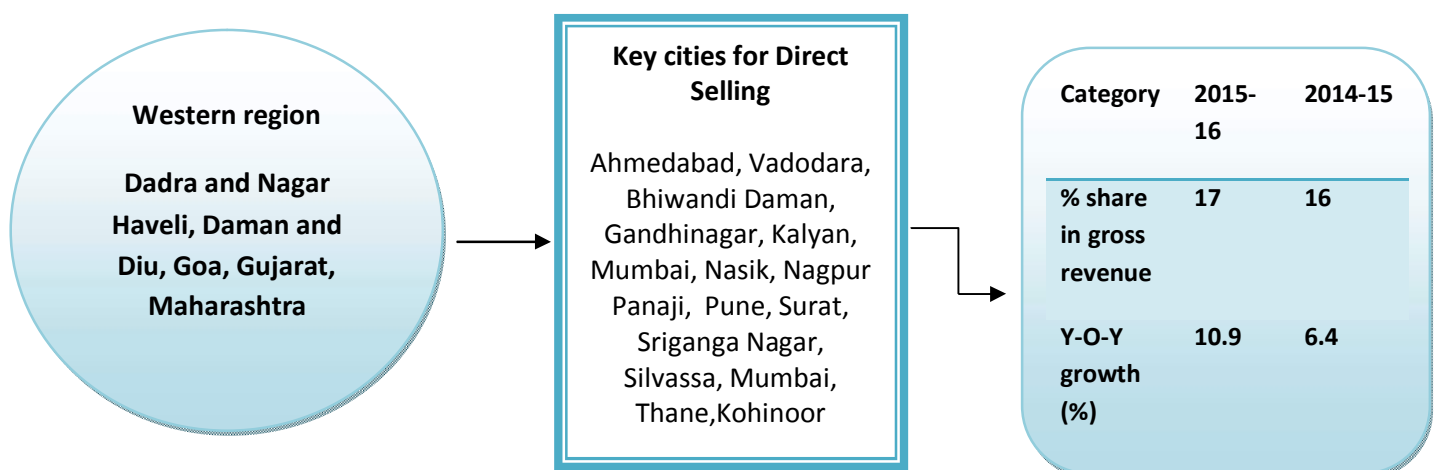 Western region
Dadra and Nagar
Haveli, Daman and
Diu, Goa, Gujarat,
Maharashtra
Key cities for Direct
Selling
Ahmedabad, Vadodara,
Bhiwandi Daman,
Gandhinagar, Kalyan,
Mumbai, Nasik, Nagpur
Panaji, Pune, Surat,
Sriganga Nagar,
Silvassa, Mumbai,
Thane,Kohinoor
Category 2015- 2014-15
16
% share 17 16
in gross
revenue
Y-O-Y 10.9 6.4
growth
(%)